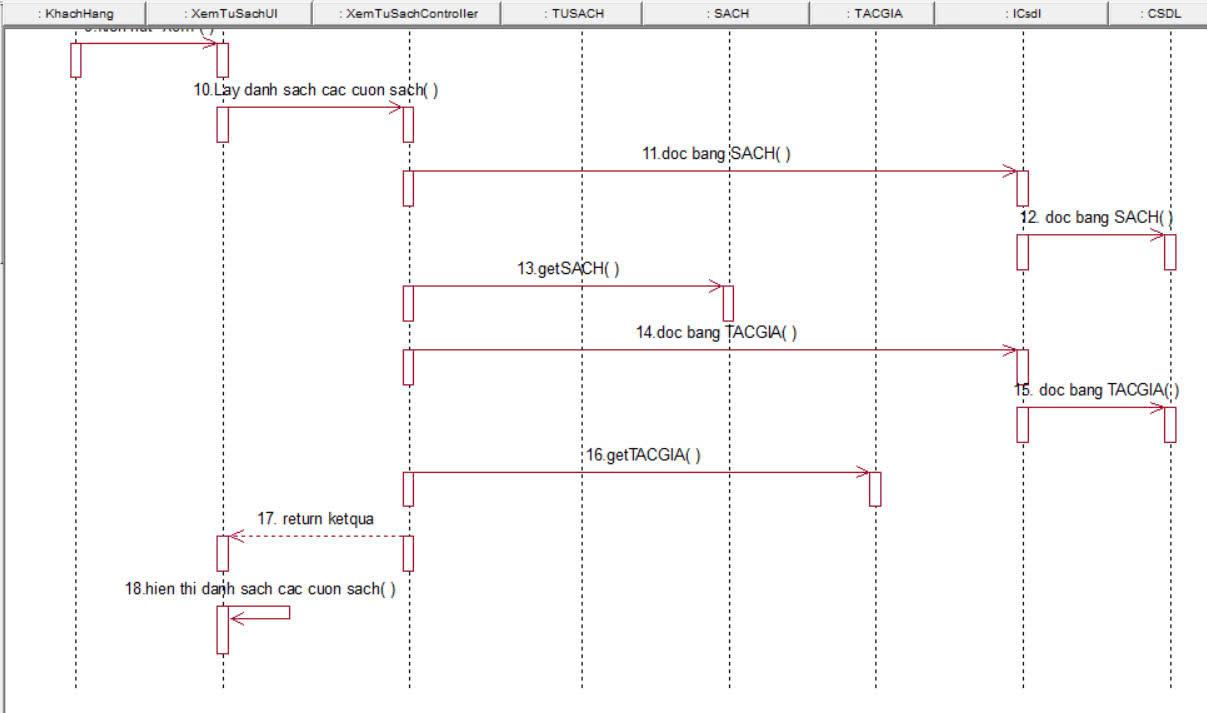 : KhachHang
: XemTuSachUI
: XemTuSachController
: TUSACH
: SACH
: TACGIA
: ICsdl
: CSDL
10.Lay danh sach cac cuon sach( )
11.doc bang SACH( )
12. doc bang SACH( )
13.getSACH( )
14.doc bang TACGIA( )
15. doc bang TACGIA( )
16.getTACGIA( )
17. return ketqua
18.hien thi danh sach cac cuon sach( )